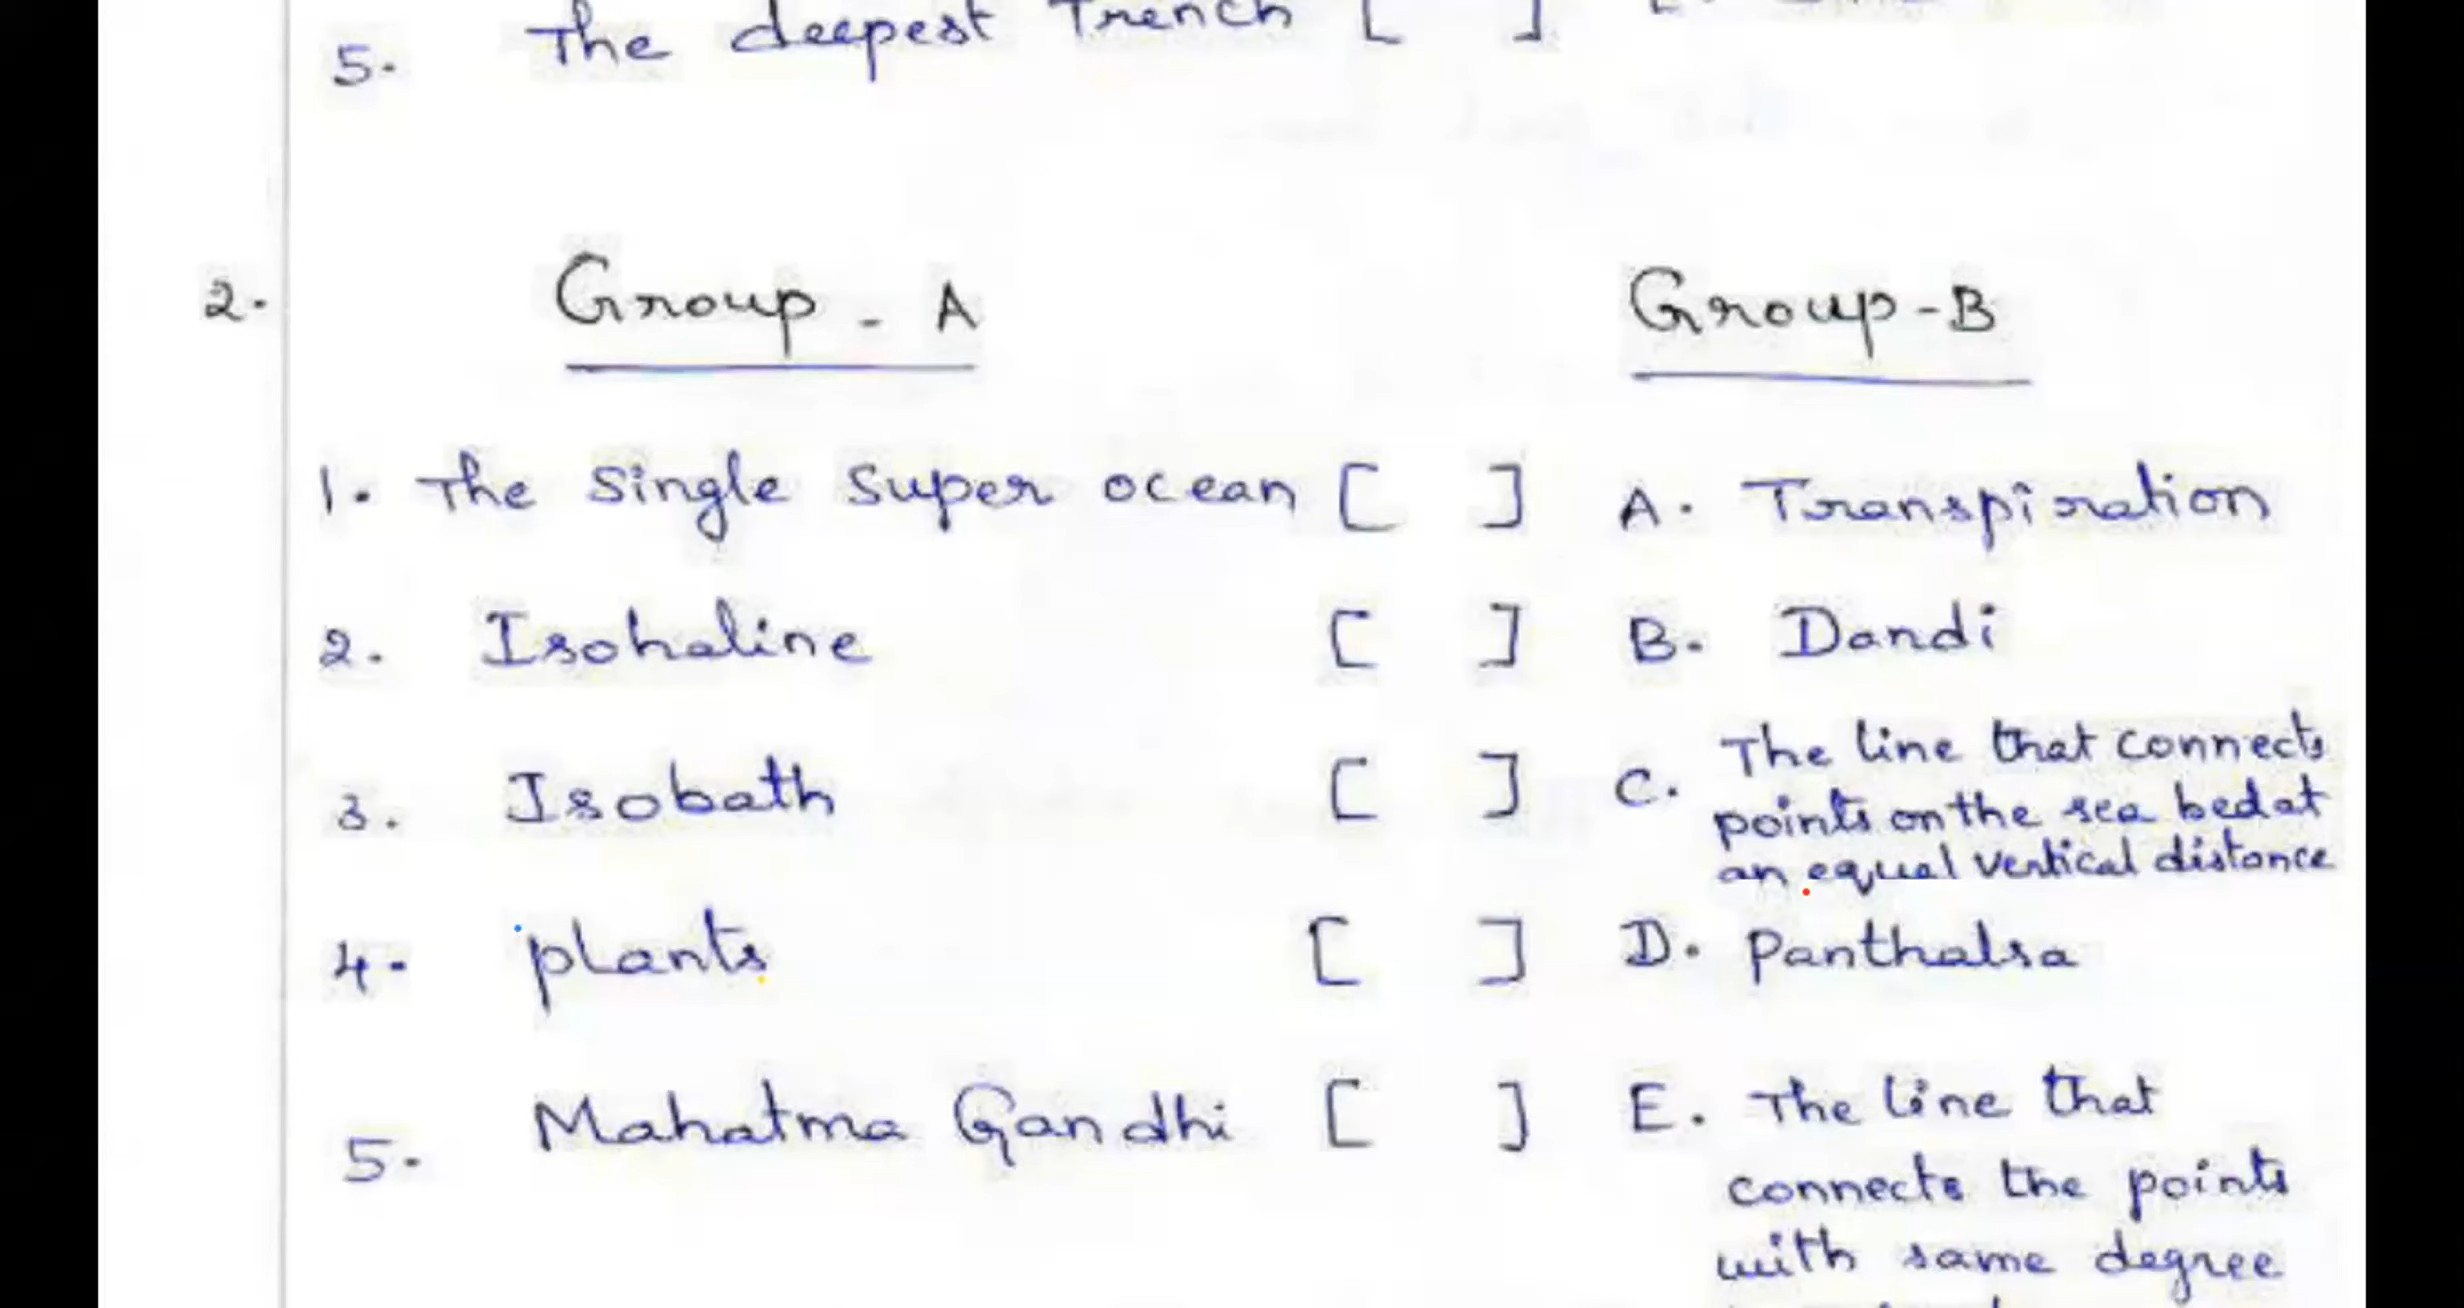 5. The deepest Trench [ ]
2. Group - A Group - B
1. The single super ocean [ ] A. Transpiration
2. Isohaline [ ] B. Dandi
3. Isobath [ ] C. The line that connects
points on the sea bed at
an equal vertical distance
4. plants [ ] D. Panthalsa
5. Mahatma Gandhi [ ] E. The line that
connects the points
with same degree